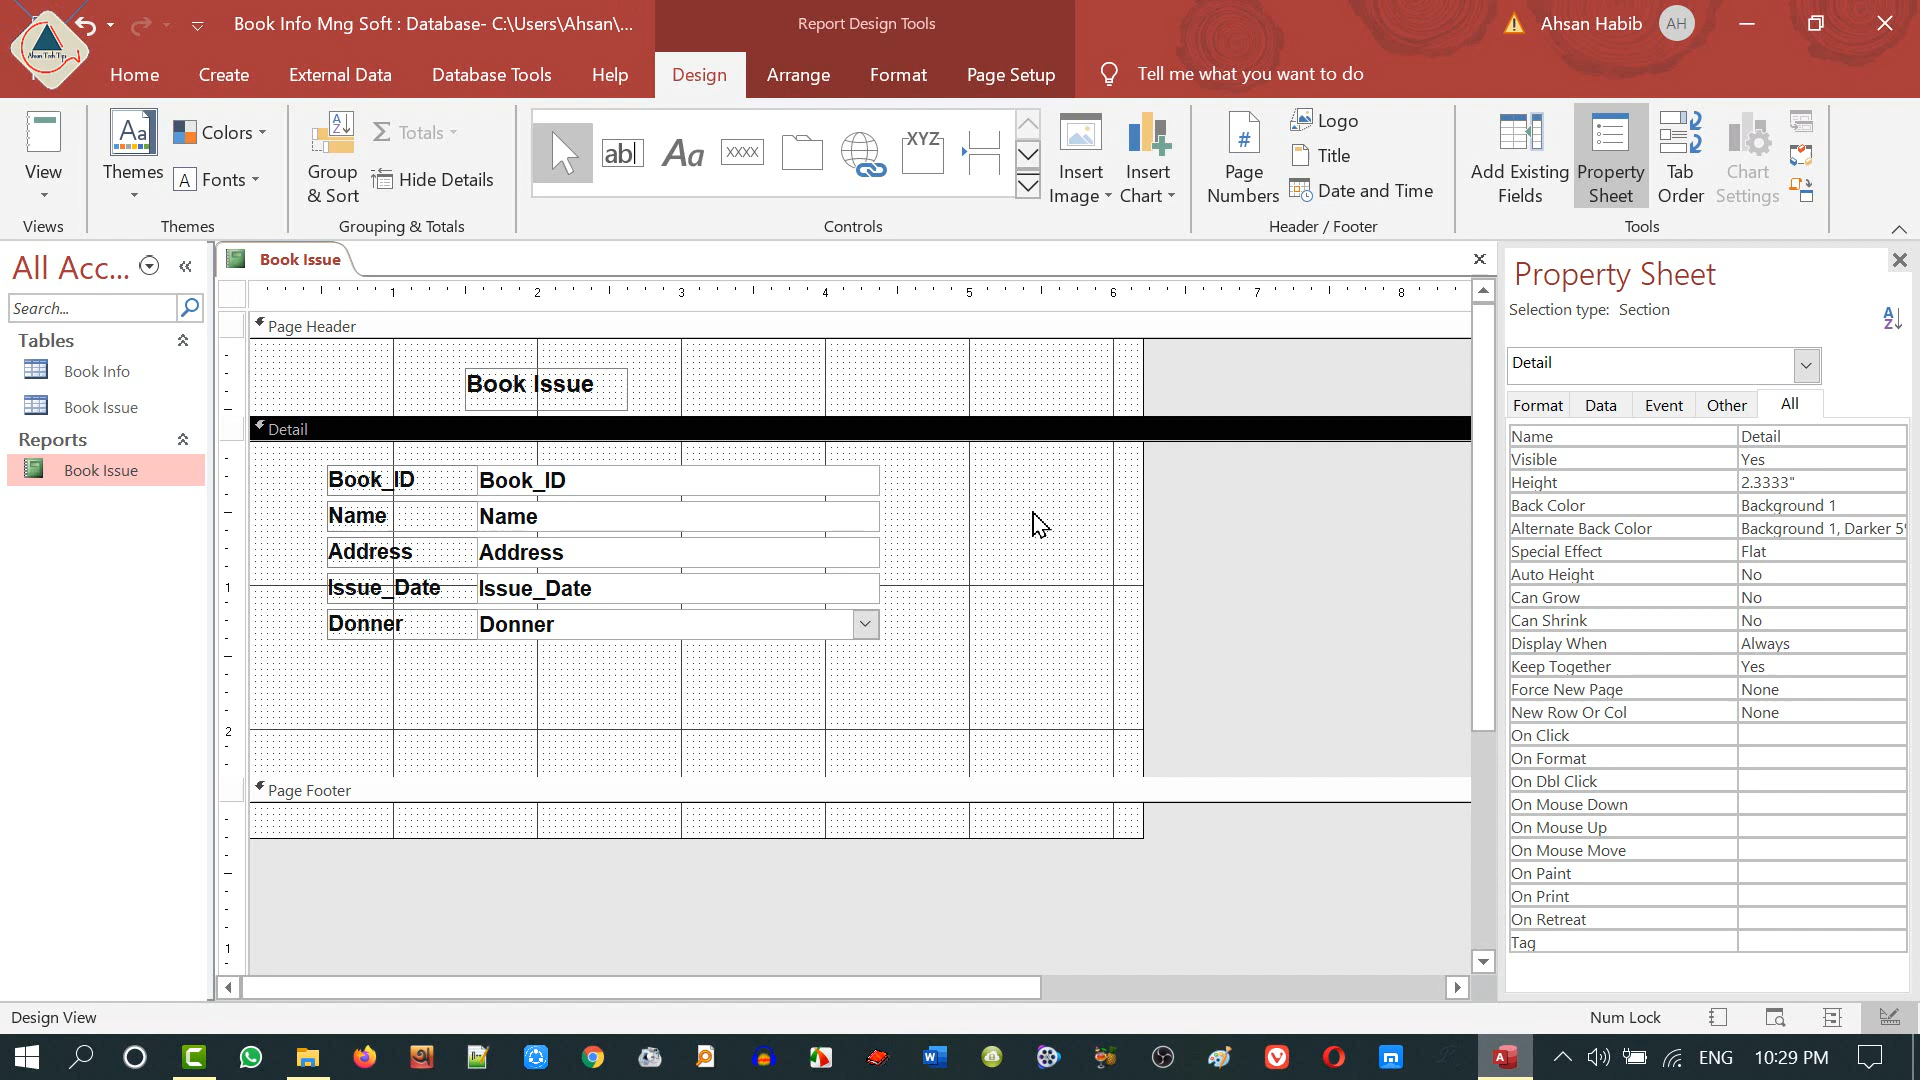 Book Info Mng Soft : Database- C:\Users\Ahsan\...
Report Design Tools
Ahsan Habib
AH
Home
Create
External Data
Database Tools
Help
Design
Arrange
Format
Page Setup
Tell me what you want to do
View
Views
Aa
Themes
Colors
A Fonts
Themes
Group & Sort
Totals
Hide Details
Grouping & Totals
ab|
Aa
XXXX
XYZ
Controls
Insert Image
Insert Chart
Page Numbers
Logo
Title
Date and Time
Header / Footer
Add Existing Fields
Property Sheet
Tab Order
Chart Settings
Tools
All Acc...
Search...
Tables
Book Info
Book Issue
Reports
Book Issue
Book Issue
1 2 3 4 5 6 7 8
Page Header
Book Issue
Detail
Book_ID Book_ID
Name Name
Address Address
1
Issue_Date Issue_Date
Donner Donner
2
Page Footer
1
Property Sheet
Selection type: Section
Detail
Format Data Event Other All
Name Detail
Visible Yes
Height 2.3333"
Back Color Background 1
Alternate Back Color Background 1, Darker 5
Special Effect Flat
Auto Height No
Can Grow No
Can Shrink No
Display When Always
Keep Together Yes
Force New Page None
New Row Or Col None
On Click
On Format
On Dbl Click
On Mouse Down
On Mouse Up
On Mouse Move
On Paint
On Print
On Retreat
Tag
Design View
Num Lock
ENG
10:29 PM